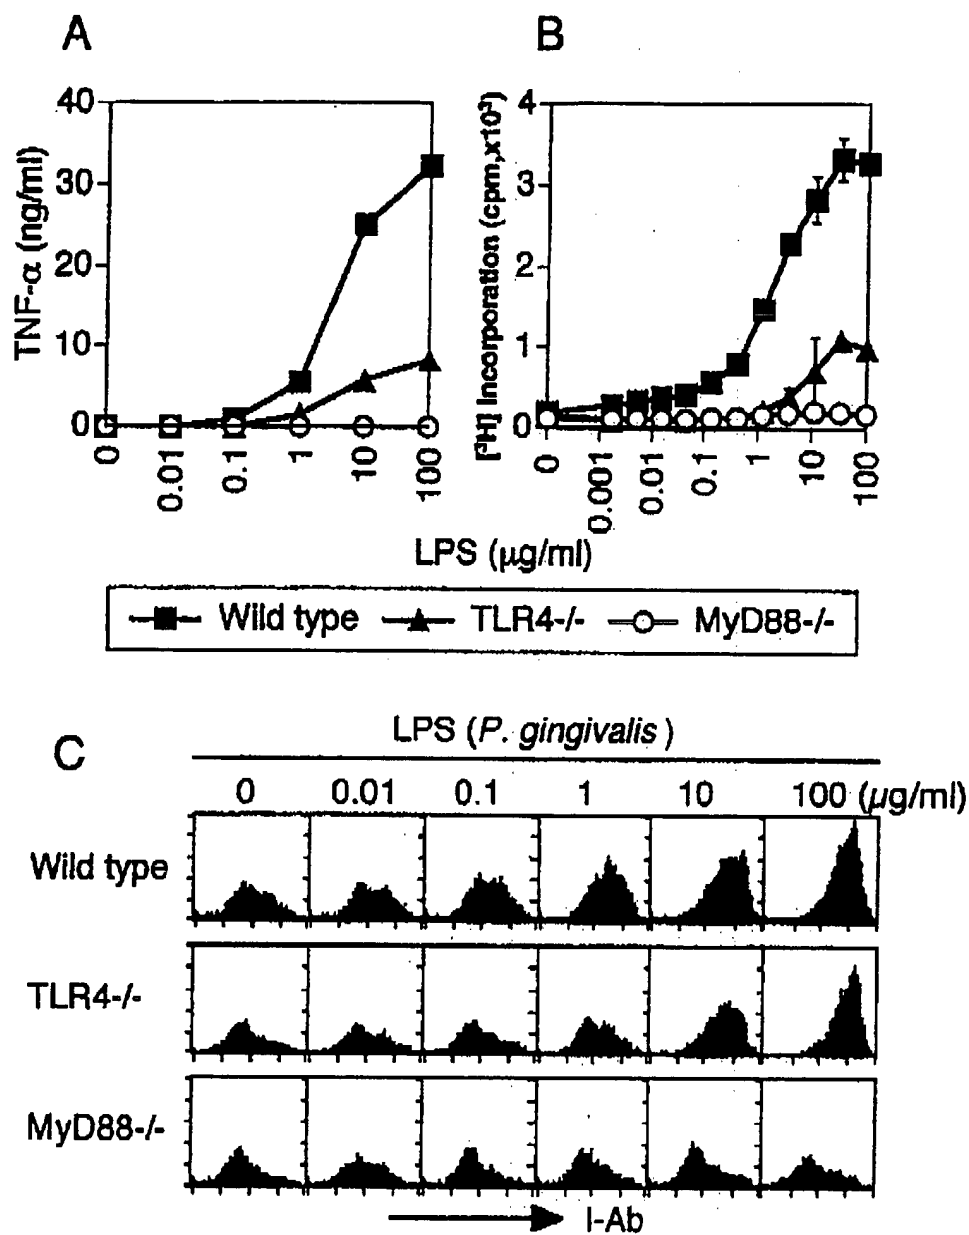 A
B
40
30
20
10
0
TNF-α (ng/ml)
0 0.01 0.1 1 10 100
4
3
2
1
0
[³H] Incorporation (cpm,x10³)
0 0.001 0.01 0.1 1 10 100
LPS (μg/ml)
Wild type TLR4-/- MyD88-/-
C
LPS (P. gingivalis)
0 0.01 0.1 1 10 100 (μg/ml)
Wild type
TLR4-/-
MyD88-/-
I-Ab